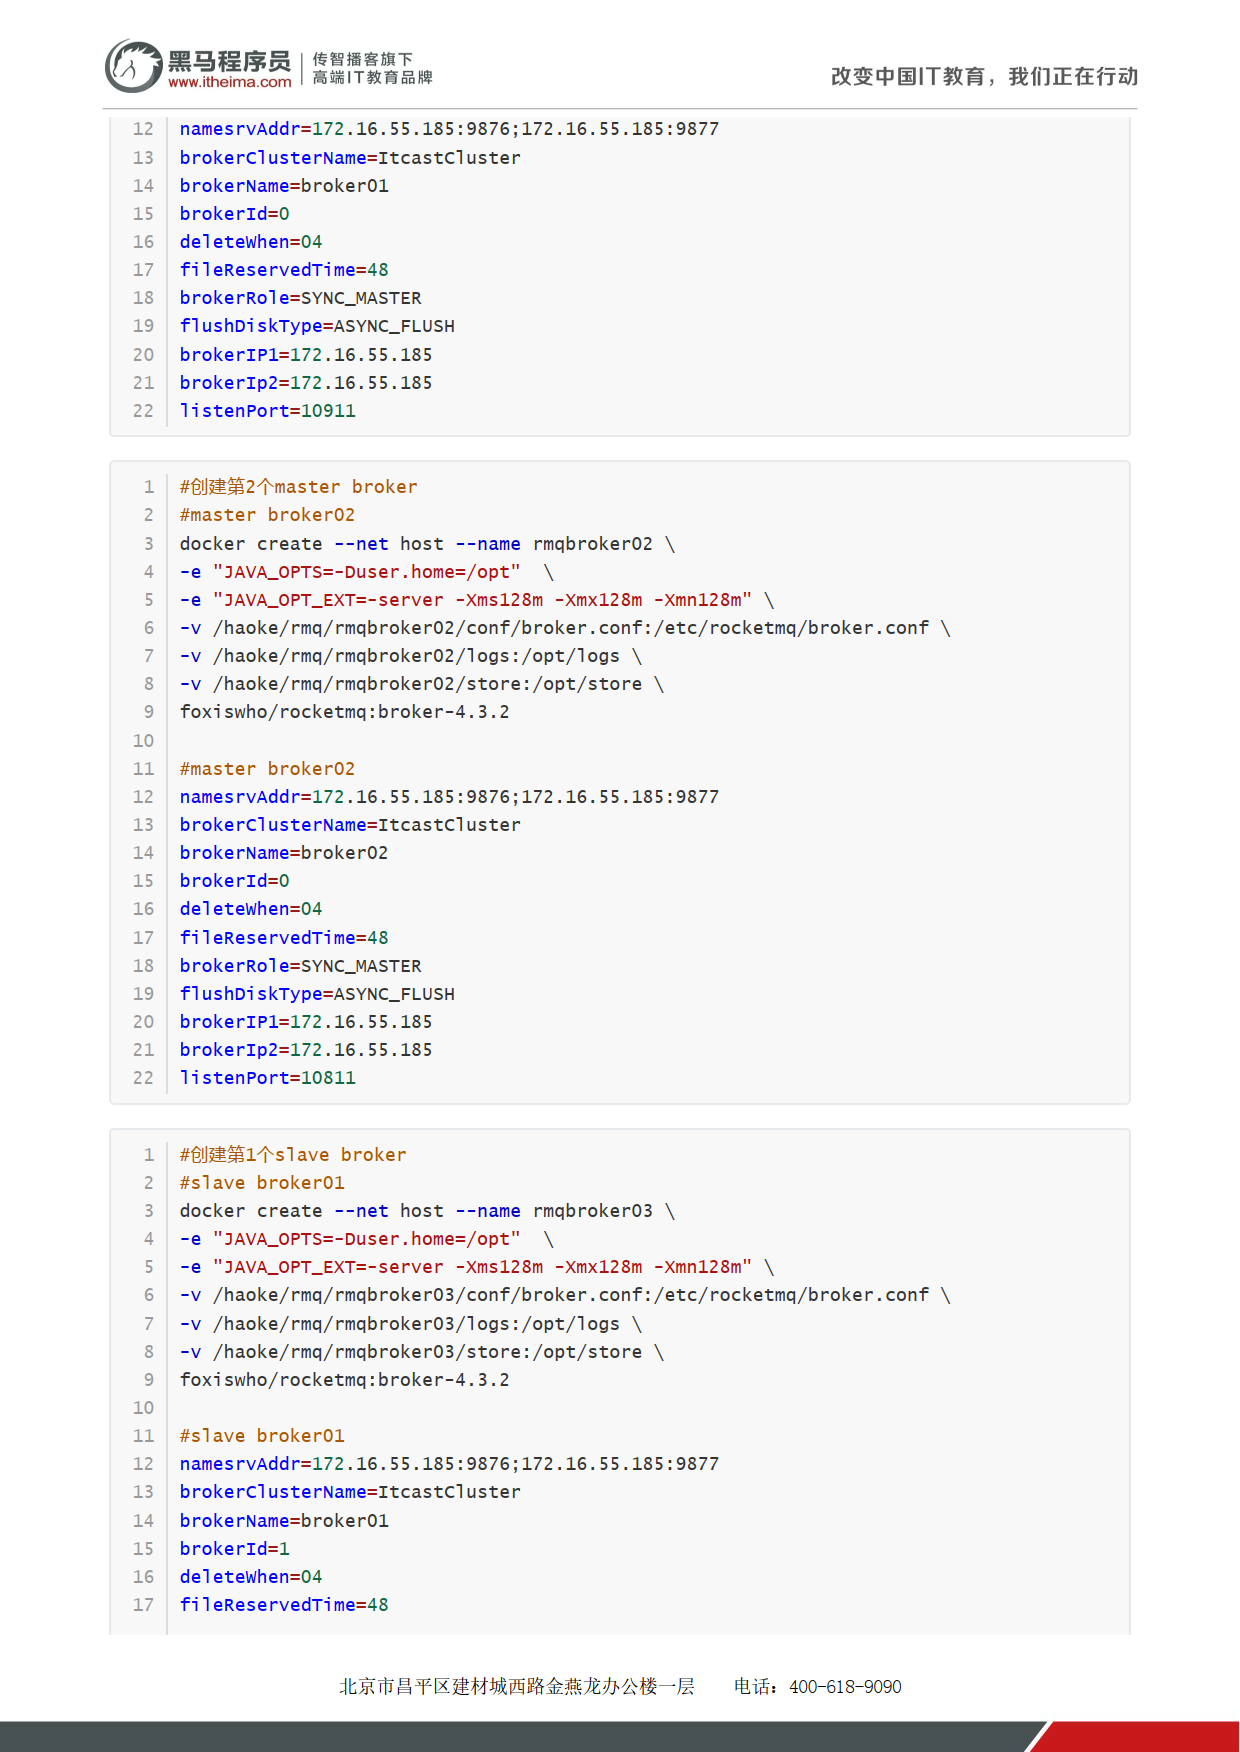 黑马程序员
www.itheima.com
传智播客旗下
高端IT教育品牌
改变中国IT教育，我们正在行动
12 namesrvAddr=172.16.55.185:9876;172.16.55.185:9877
13 brokerClusterName=ItcastCluster
14 brokerName=broker01
15 brokerId=0
16 deleteWhen=04
17 fileReservedTime=48
18 brokerRole=SYNC_MASTER
19 flushDiskType=ASYNC_FLUSH
20 brokerIP1=172.16.55.185
21 brokerIp2=172.16.55.185
22 listenPort=10911
1 #创建第2个master broker
2 #master broker02
3 docker create --net host --name rmqbroker02 \
4 -e "JAVA_OPTS=-Duser.home=/opt"  \
5 -e "JAVA_OPT_EXT=-server -Xms128m -Xmx128m -Xmn128m" \
6 -v /haoke/rmq/rmqbroker02/conf/broker.conf:/etc/rocketmq/broker.conf \
7 -v /haoke/rmq/rmqbroker02/logs:/opt/logs \
8 -v /haoke/rmq/rmqbroker02/store:/opt/store \
9 foxiswho/rocketmq:broker-4.3.2
10
11 #master broker02
12 namesrvAddr=172.16.55.185:9876;172.16.55.185:9877
13 brokerClusterName=ItcastCluster
14 brokerName=broker02
15 brokerId=0
16 deleteWhen=04
17 fileReservedTime=48
18 brokerRole=SYNC_MASTER
19 flushDiskType=ASYNC_FLUSH
20 brokerIP1=172.16.55.185
21 brokerIp2=172.16.55.185
22 listenPort=10811
1 #创建第1个slave broker
2 #slave broker01
3 docker create --net host --name rmqbroker03 \
4 -e "JAVA_OPTS=-Duser.home=/opt"  \
5 -e "JAVA_OPT_EXT=-server -Xms128m -Xmx128m -Xmn128m" \
6 -v /haoke/rmq/rmqbroker03/conf/broker.conf:/etc/rocketmq/broker.conf \
7 -v /haoke/rmq/rmqbroker03/logs:/opt/logs \
8 -v /haoke/rmq/rmqbroker03/store:/opt/store \
9 foxiswho/rocketmq:broker-4.3.2
10
11 #slave broker01
12 namesrvAddr=172.16.55.185:9876;172.16.55.185:9877
13 brokerClusterName=ItcastCluster
14 brokerName=broker01
15 brokerId=1
16 deleteWhen=04
17 fileReservedTime=48
北京市昌平区建材城西路金燕龙办公楼一层 电话：400-618-9090